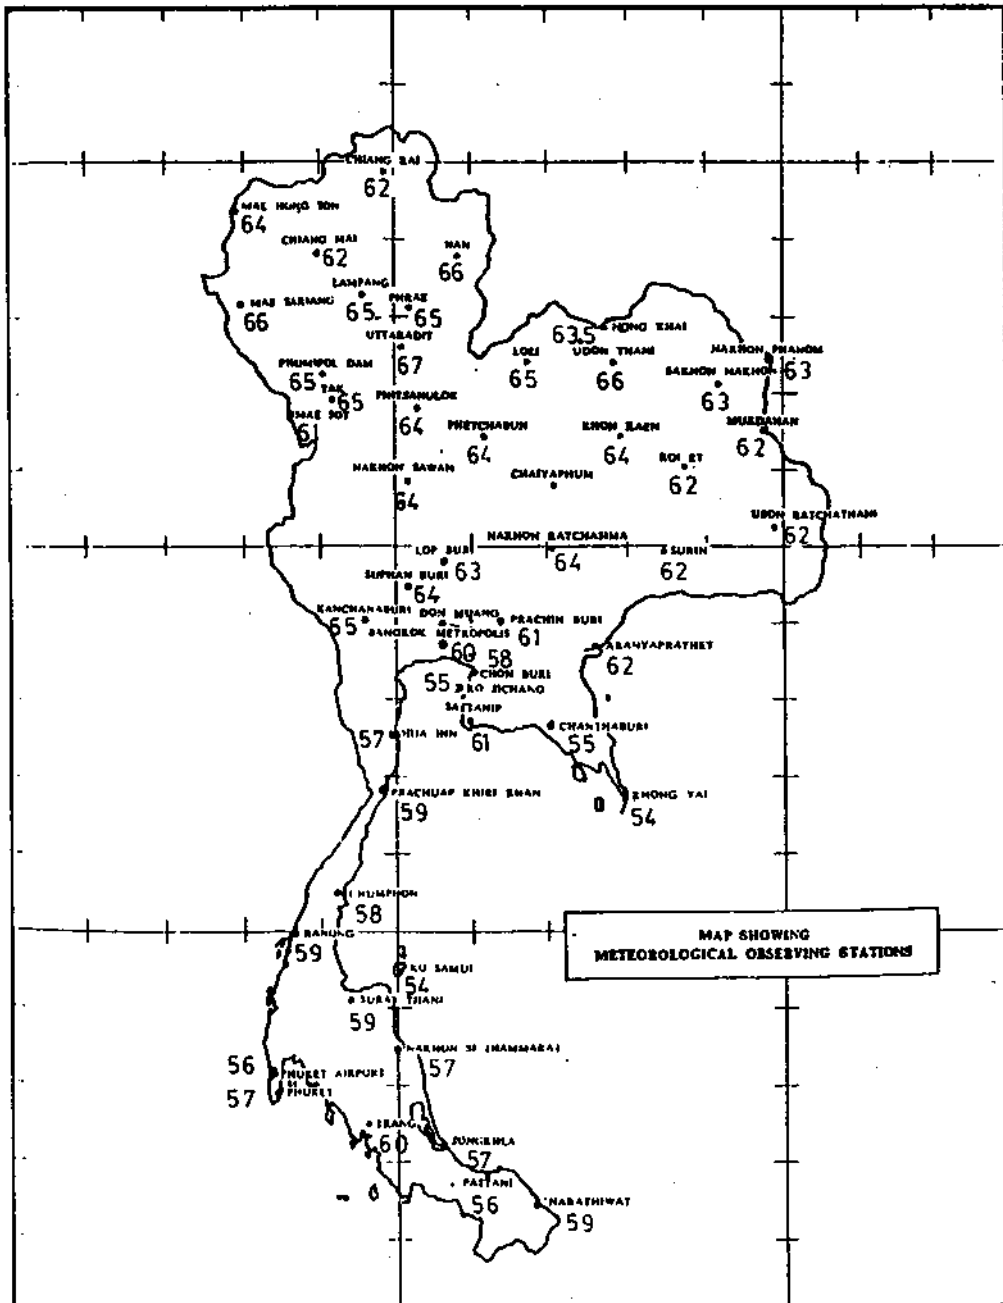 CHIANG RAI
62
MAE HONG SON
64
CHIANG MAI
62
NAN
66
LAMPANG
65
PHRAE
65
MAE SARIANG
66
UTTARADIT
67
63.5
NONG KHAI
LOEI
65
UDON THANI
66
NAKHON PHANOM
63
SAKHON NAKHON
63
PHUMIPOL DAM
65
TAK
65
MAE SOT
61
PHITSANULOK
64
PHETCHABUN
64
KHON KAEN
64
MUKDAHAN
62
ROI ET
62
NAKHON SAWAN
64
CHAIYAPHUM
UBON RATCHATHANI
62
NAKHON RATCHASIMA
64
SURIN
62
LOP BURI
63
SUPHAN BURI
64
KANCHANABURI
65
DON MUANG
PRACHIN BURI
61
BANGKOK METROPOLIS
60
58
ARANYAPRATHET
62
CHON BURI
55
KO SICHANG
SATTAHIP
61
CHANTHABURI
55
57
HUA HIN
PRACHUAP KHIRI KHAN
59
KHONG YAI
54
CHUMPHON
58
RANONG
59
MAP SHOWING
METEOROLOGICAL OBSERVING STATIONS
KO SAMUI
54
SURAT THANI
59
NAKHON SI THAMMARA
57
56
PHUKET AIRPORT
57
PHUKET
TRANG
60
SONGKHLA
57
PATTANI
56
NARATHIWAT
59